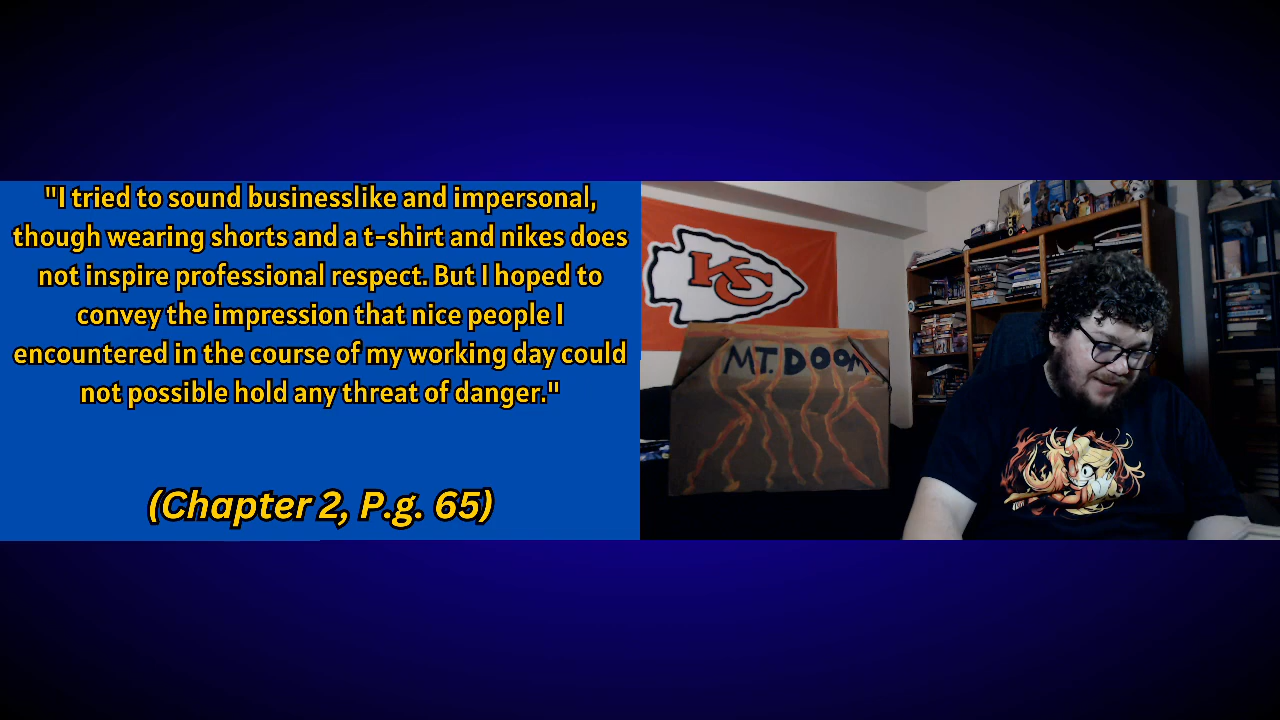 "I tried to sound businesslike and impersonal,
though wearing shorts and a t-shirt and nikes does
not inspire professional respect. But I hoped to
convey the impression that nice people I
encountered in the course of my working day could
not possible hold any threat of danger."
(Chapter 2, P.g. 65)
KC
MT. DOOM